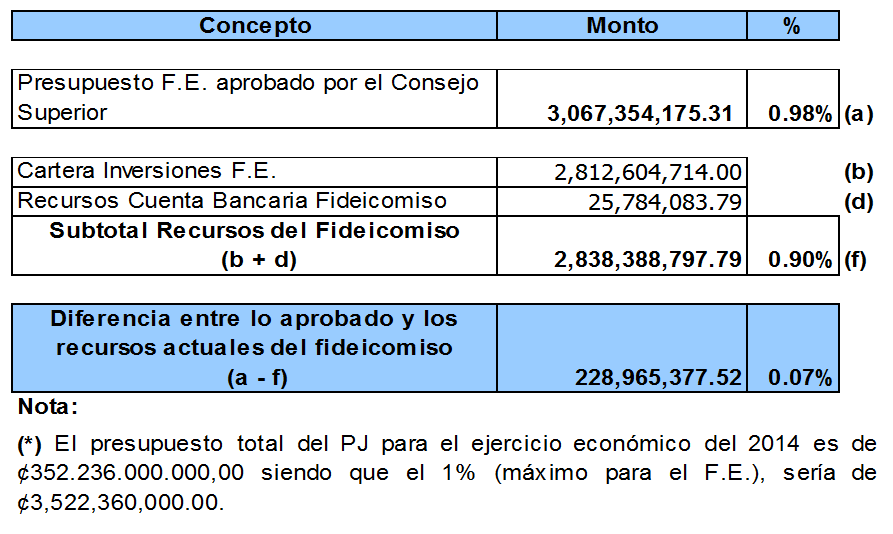 Concepto Monto %
Presupuesto F.E. aprobado por el Consejo
Superior 3,067,354,175.31 0.98% (a)
Cartera Inversiones F.E. 2,812,604,714.00 (b)
Recursos Cuenta Bancaria Fideicomiso 25,784,083.79 (d)
Subtotal Recursos del Fideicomiso
(b + d) 2,838,388,797.79 0.90% (f)
Diferencia entre lo aprobado y los
recursos actuales del fideicomiso
(a - f) 228,965,377.52 0.07%
Nota:
(*) El presupuesto total del PJ para el ejercicio económico del 2014 es de
¢352.236.000.000,00 siendo que el 1% (máximo para el F.E.), sería de
¢3,522,360,000.00.